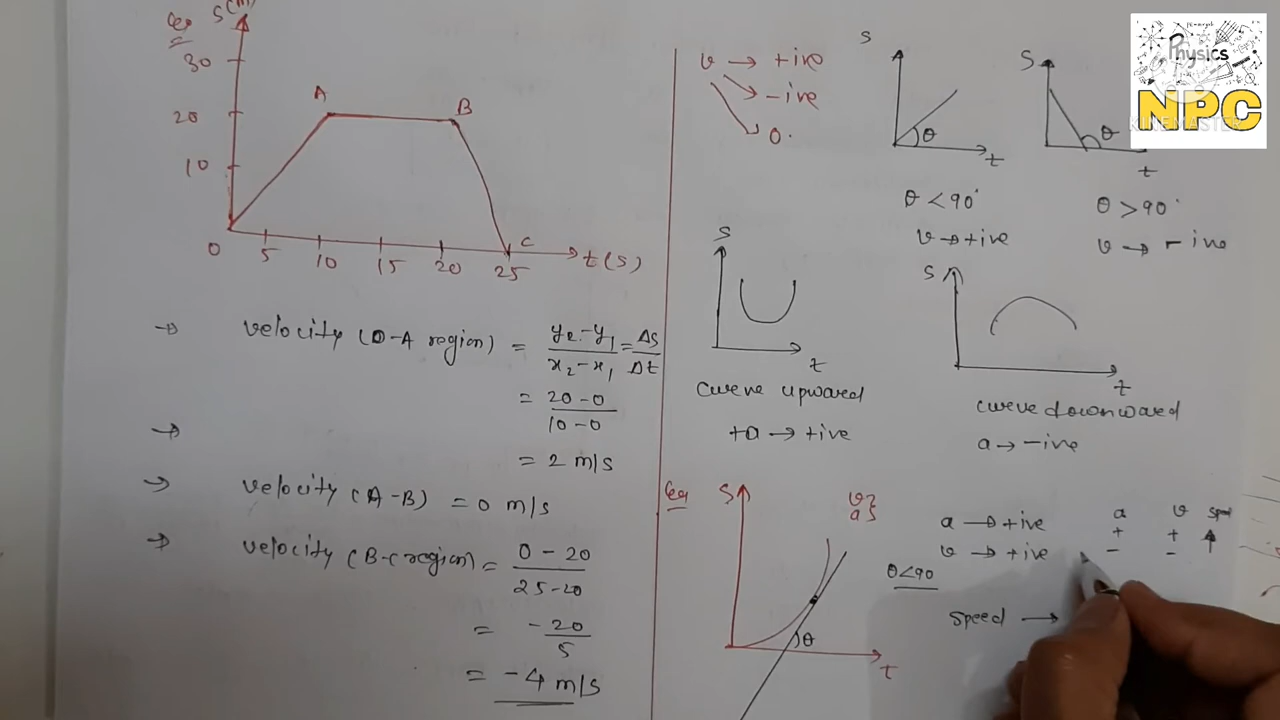 Eg
S(m)
30
20
10
0
A
B
C
5 10 15 20 25
t(s)
→ velocity (O-A region) = y2-y1/x2-x1 = Δs/Δt
= 20-0/10-0
→ = 2 m/s
→ velocity (A-B) = 0 m/s
→ velocity (B-C region) = 0-20/25-20
= -20/5
= -4 m/s
v → +ive
→ -ive
→ 0.
S
θ
t
θ < 90°
v → +ive
S
θ
t
θ > 90°
v → -ive
S
t
curve upward
+a → +ive
S
t
curve downward
a → -ive
Eg
S
v?
a?
θ
t
a → +ive
v → +ive
θ<90
speed →
a v Speed
+ + ↑
- -
Physics
NPC
KINEMASTER